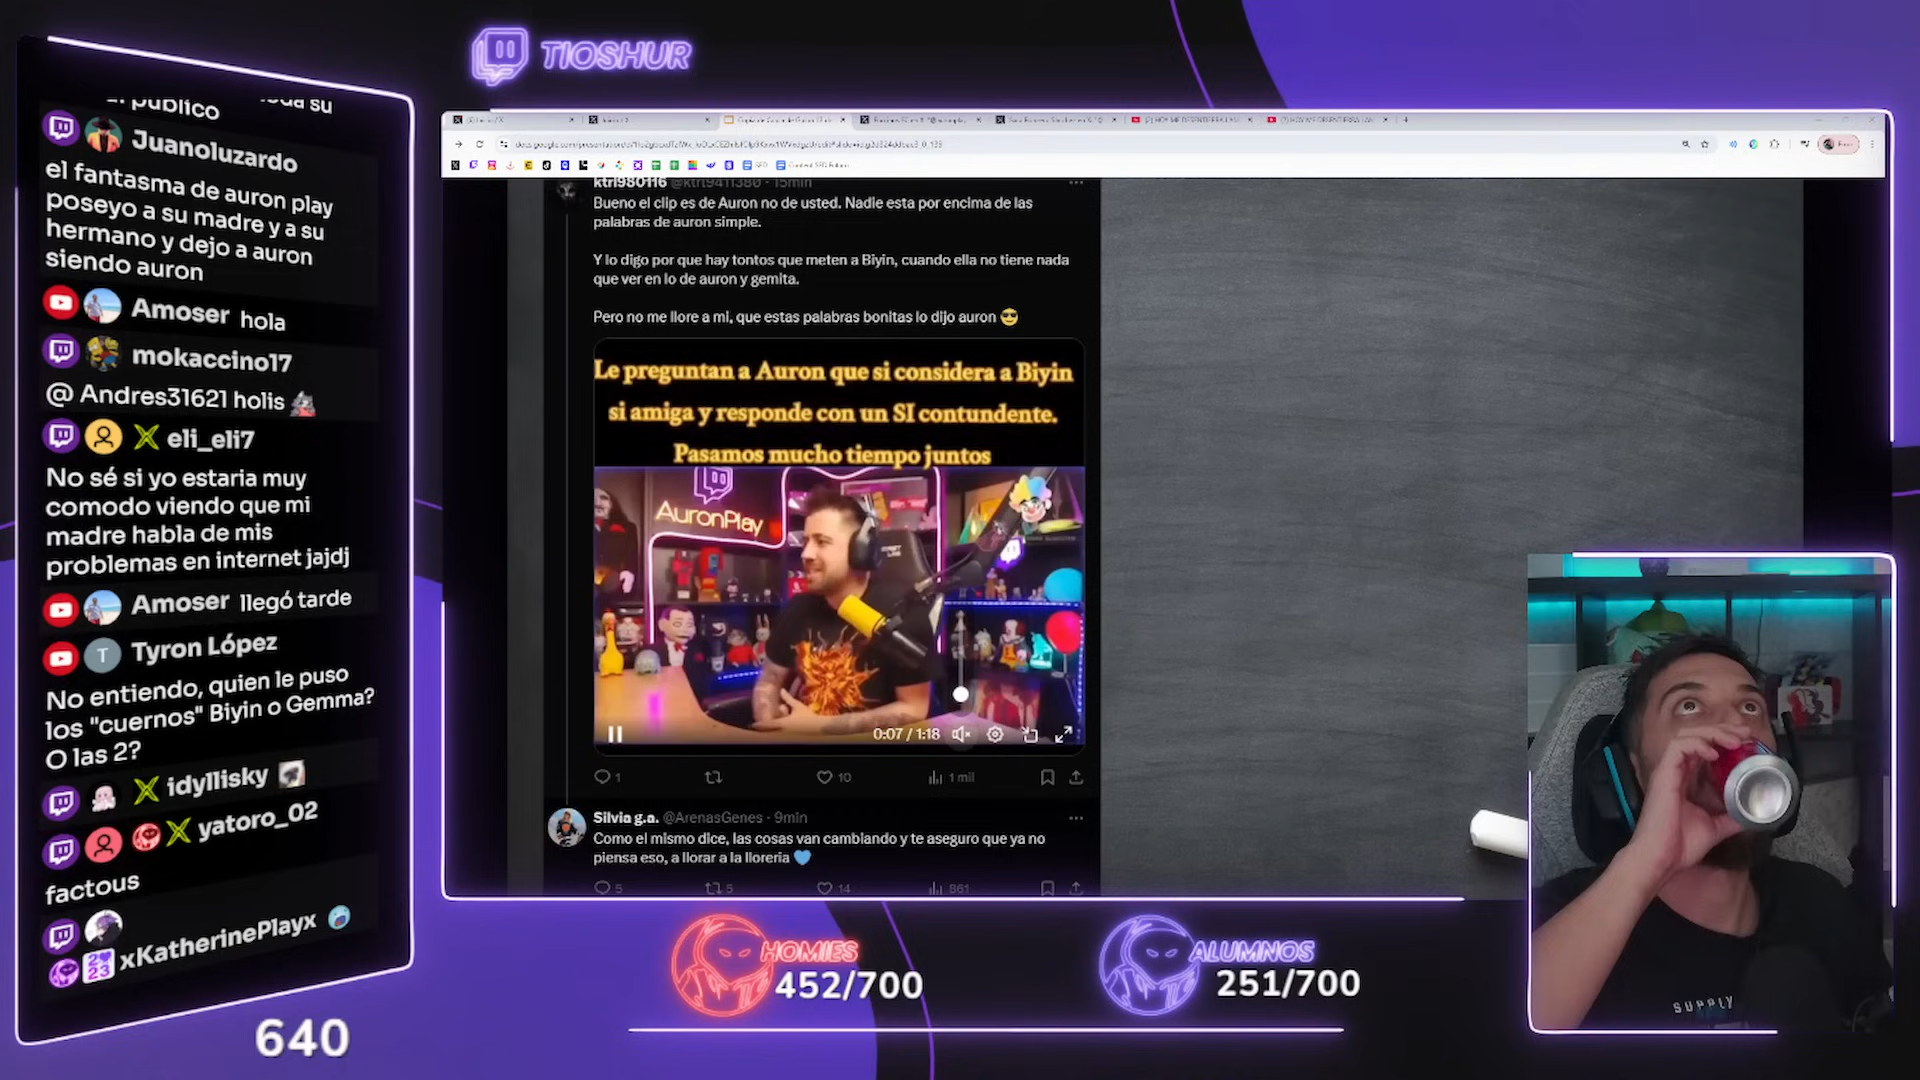 TIOSHUR
público
Juanoluzardo
el fantasma de auron play
poseyo a su madre y a su
hermano y dejo a auron
siendo auron
Amoser hola
mokaccino17
@ Andres31621 holis
eli_eli7
No sé si yo estaria muy
comodo viendo que mi
madre habla de mis
problemas en internet jajdj
Amoser llegó tarde
T Tyron López
No entiendo, quien le puso
los "cuernos" Biyin o Gemma?
O las 2?
idyllisky
yatoro_02
factous
xKatherinePlayx
640
ktrl980116 @ktrl9411380 · 15min
Bueno el clip es de Auron no de usted. Nadie esta por encima de las
palabras de auron simple.
Y lo digo por que hay tontos que meten a Biyin, cuando ella no tiene nada
que ver en lo de auron y gemita.
Pero no me llore a mi, que estas palabras bonitas lo dijo auron
Le preguntan a Auron que si considera a Biyin
si amiga y responde con un SI contundente.
Pasamos mucho tiempo juntos
AuronPlay
0:07 / 1:18
1
10
1 mil
Silvia g.a. @ArenasGenes · 9min
Como el mismo dice, las cosas van cambiando y te aseguro que ya no
piensa eso, a llorar a la lloreria
5
5
14
861
HOMIES
452/700
ALUMNOS
251/700
SUPPLY